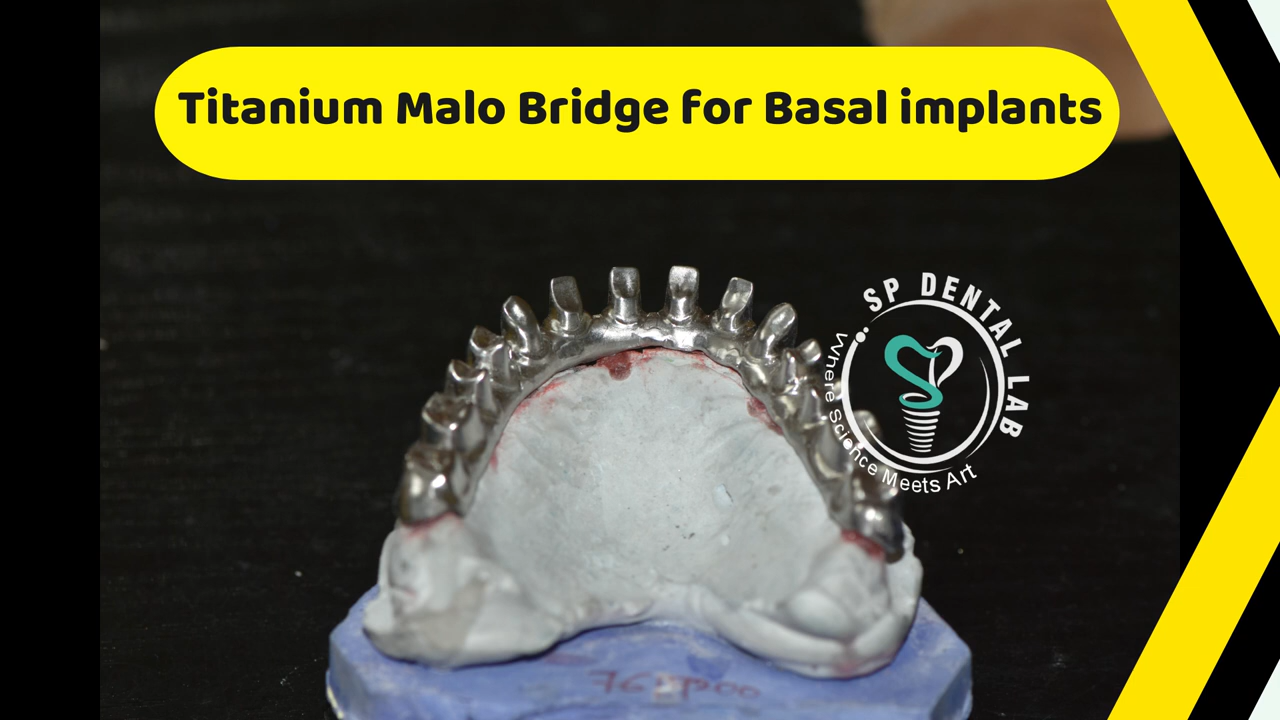 Titanium Malo Bridge for Basal implants
SP DENTAL LAB
Where Science Meets Art